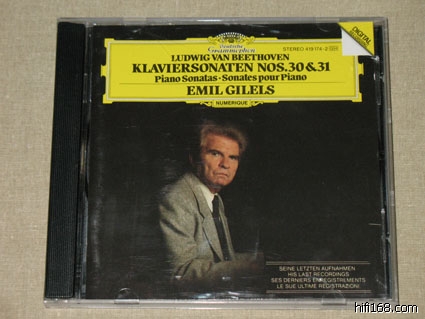 Deutsche
Grammophon
STEREO 419 174-2
DIGITAL
LUDWIG VAN BEETHOVEN
KLAVIERSONATEN NOS.30&31
Piano Sonatas · Sonates pour Piano
EMIL GILELS
NUMERIQUE
SEINE LETZTEN AUFNAHMEN
HIS LAST RECORDINGS
SES DERNIERS ENREGISTREMENTS
LE SUE ULTIME REGISTRAZIONI
hifi168.com